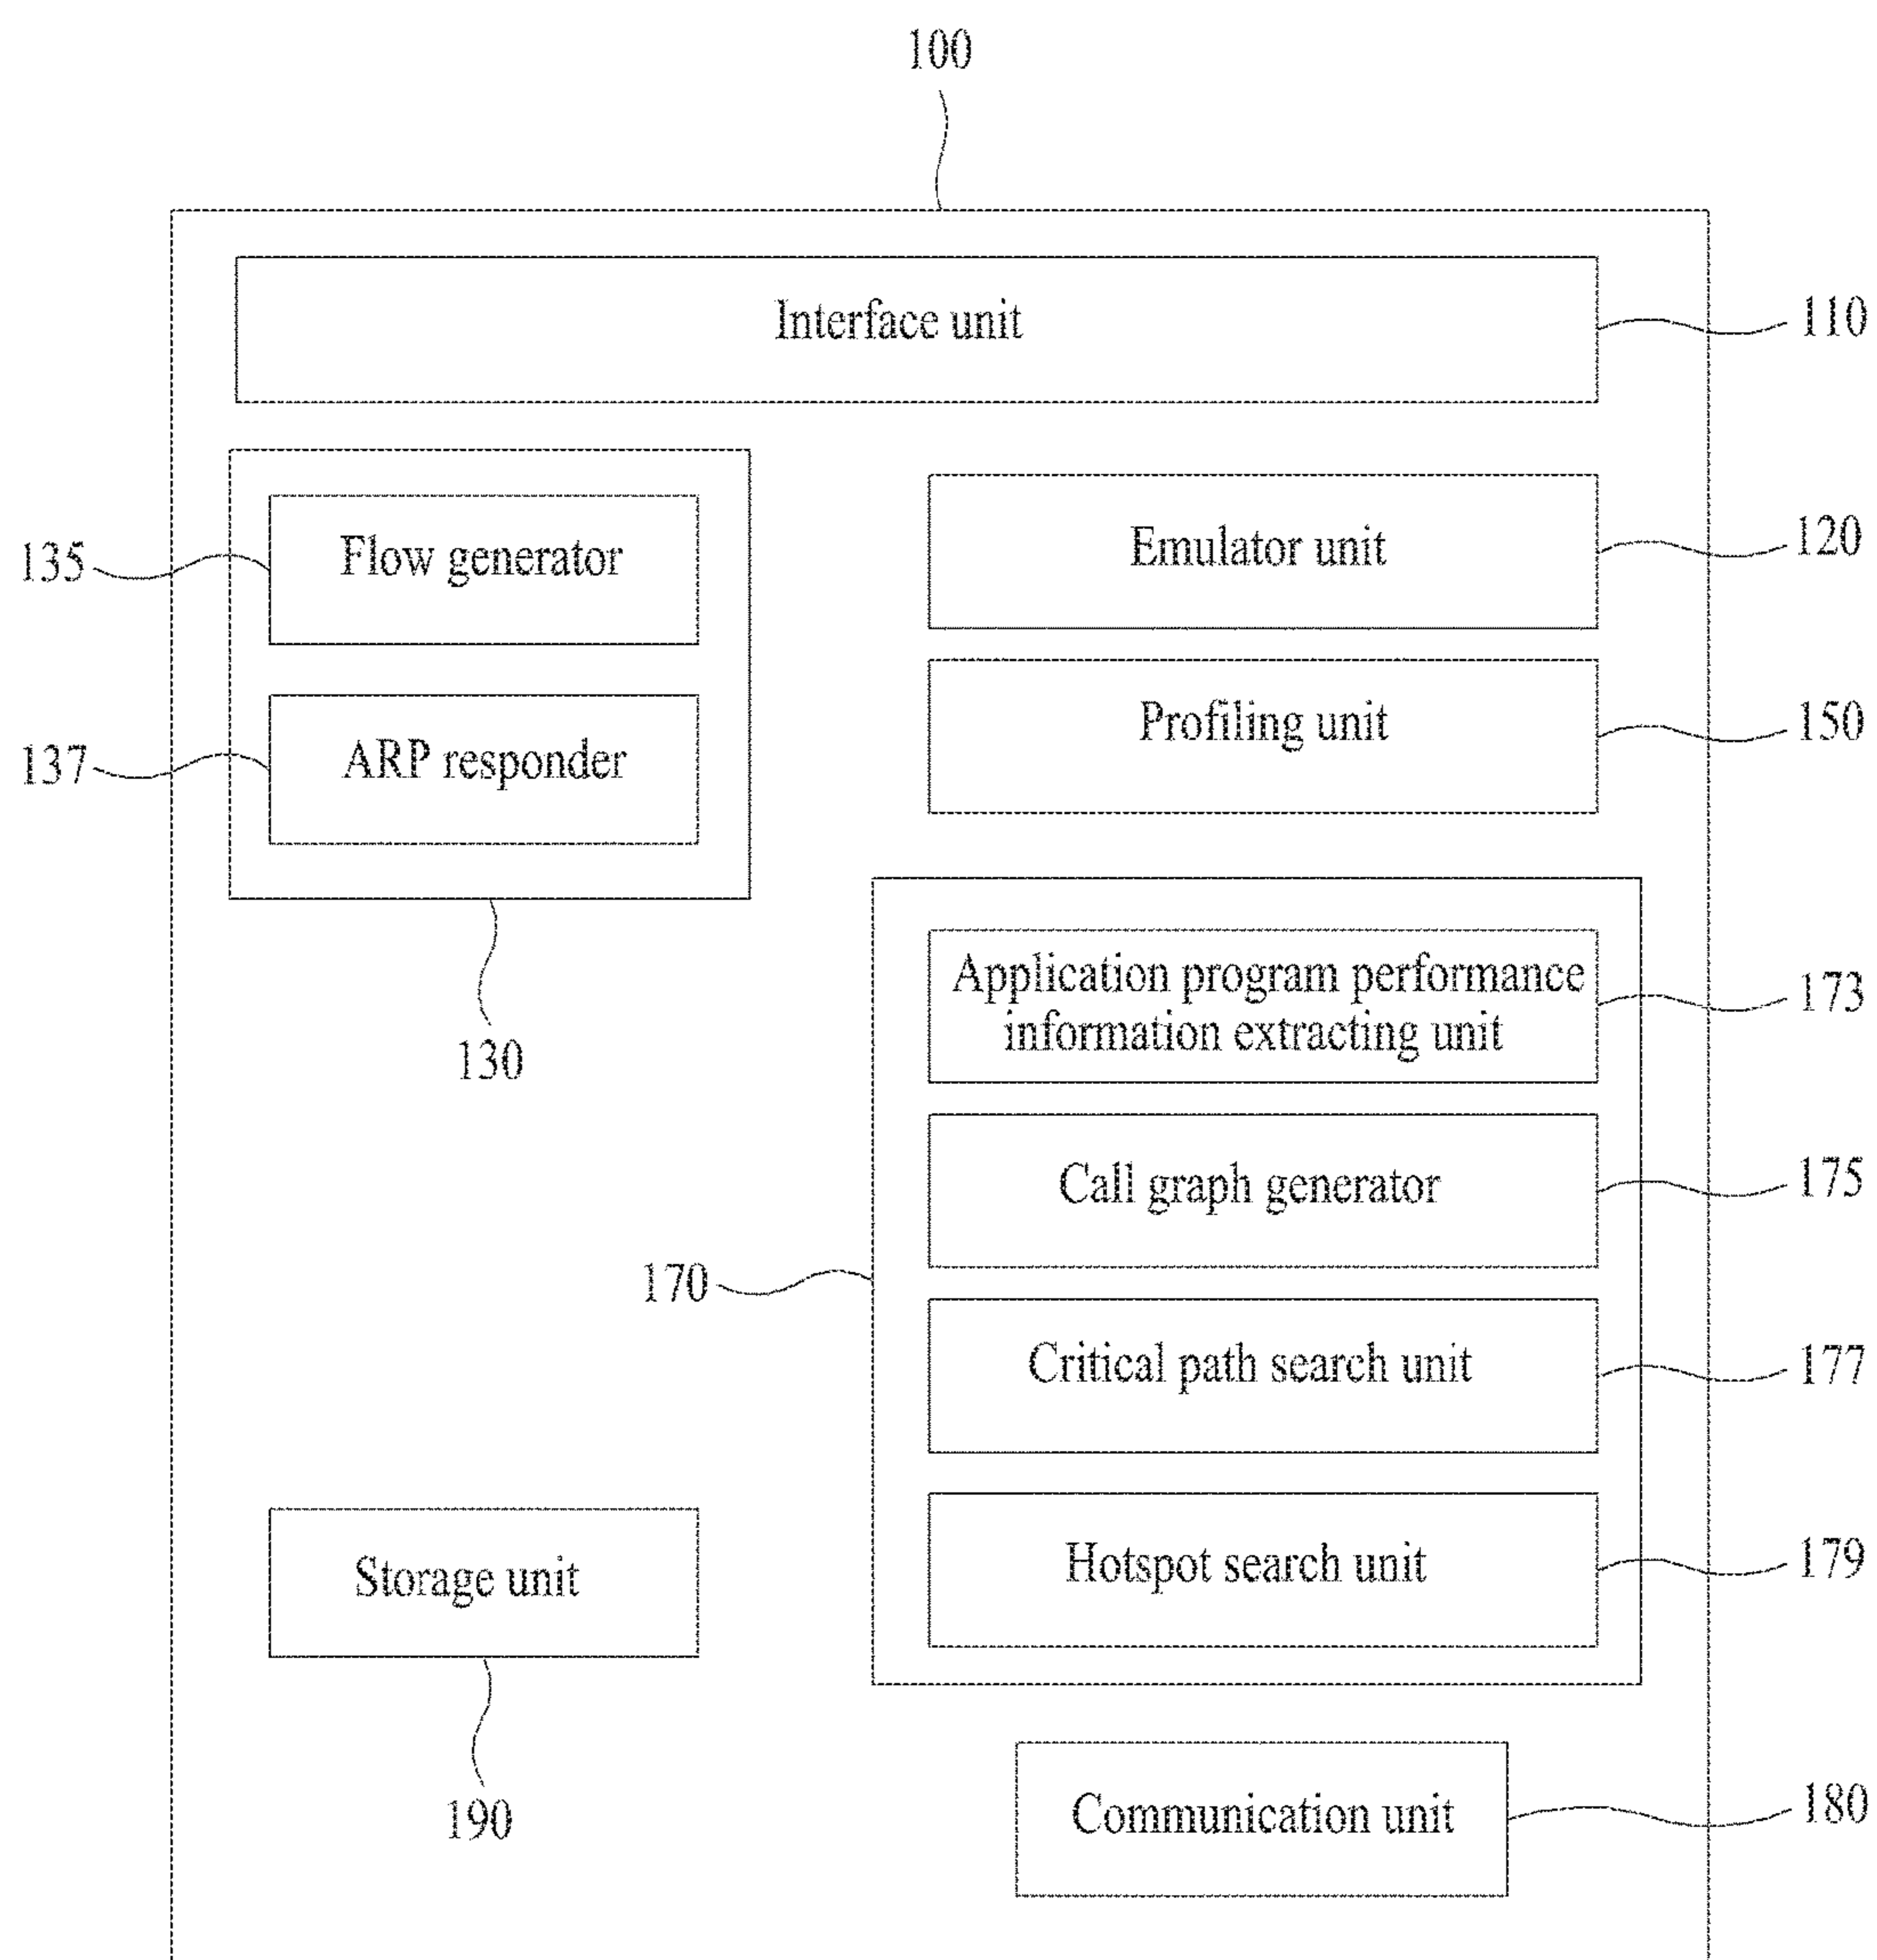 100
Interface unit
110
135
Flow generator
Emulator unit
120
137
ARP responder
Profiling unit
150
130
Application program performance
information extracting unit
173
Call graph generator
175
170
Critical path search unit
177
Storage unit
Hotspot search unit
179
190
Communication unit
180